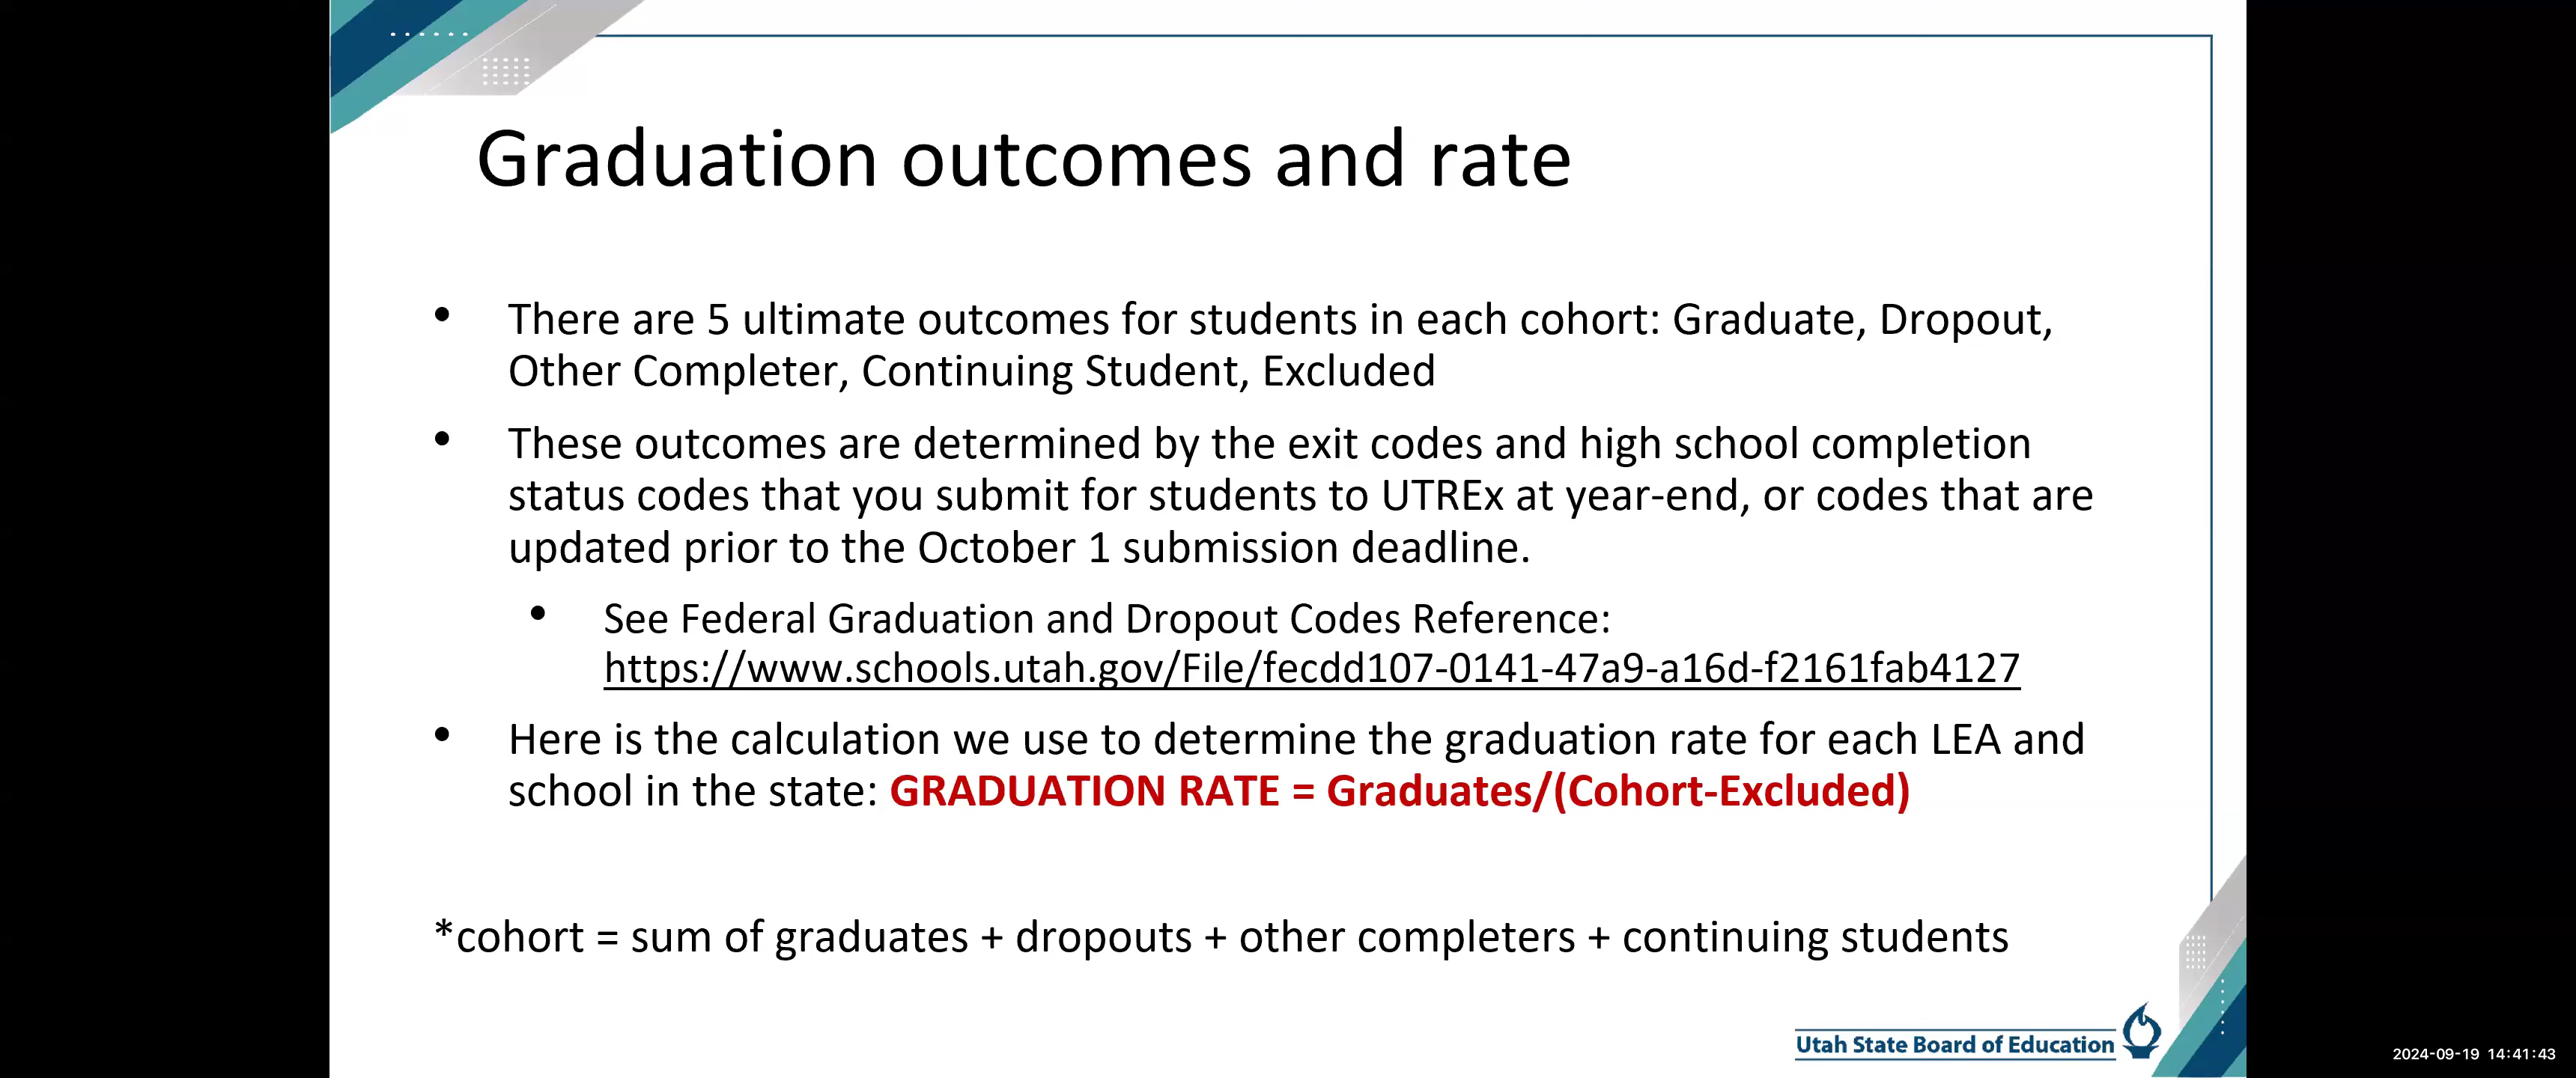 Graduation outcomes and rate
• There are 5 ultimate outcomes for students in each cohort: Graduate, Dropout,
Other Completer, Continuing Student, Excluded
• These outcomes are determined by the exit codes and high school completion
status codes that you submit for students to UTREx at year-end, or codes that are
updated prior to the October 1 submission deadline.
• See Federal Graduation and Dropout Codes Reference:
https://www.schools.utah.gov/File/fecdd107-0141-47a9-a16d-f2161fab4127
• Here is the calculation we use to determine the graduation rate for each LEA and
school in the state: GRADUATION RATE = Graduates/(Cohort-Excluded)
*cohort = sum of graduates + dropouts + other completers + continuing students
Utah State Board of Education
2024-09-19 14:41:43